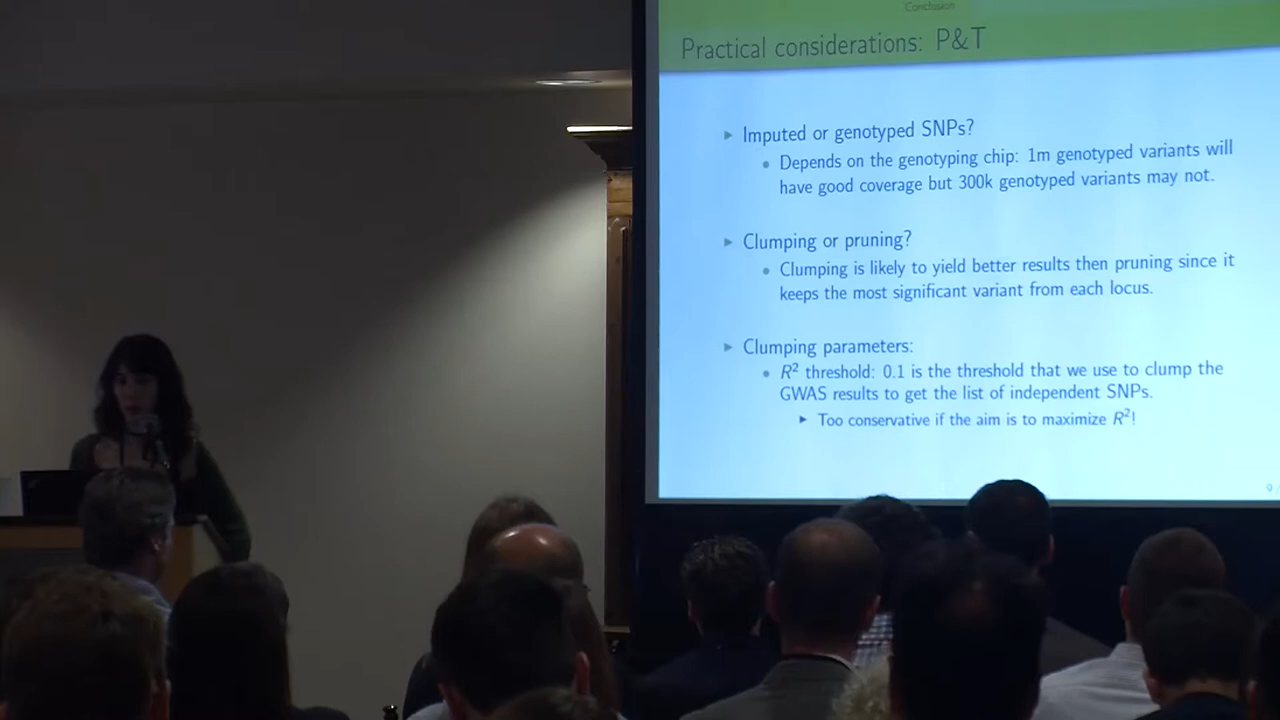 Conclusion
Practical considerations: P&T
Imputed or genotyped SNPs?
Depends on the genotyping chip: 1m genotyped variants will
have good coverage but 300k genotyped variants may not.
Clumping or pruning?
Clumping is likely to yield better results then pruning since it
keeps the most significant variant from each locus.
Clumping parameters:
R² threshold: 0.1 is the threshold that we use to clump the
GWAS results to get the list of independent SNPs.
Too conservative if the aim is to maximize R²!